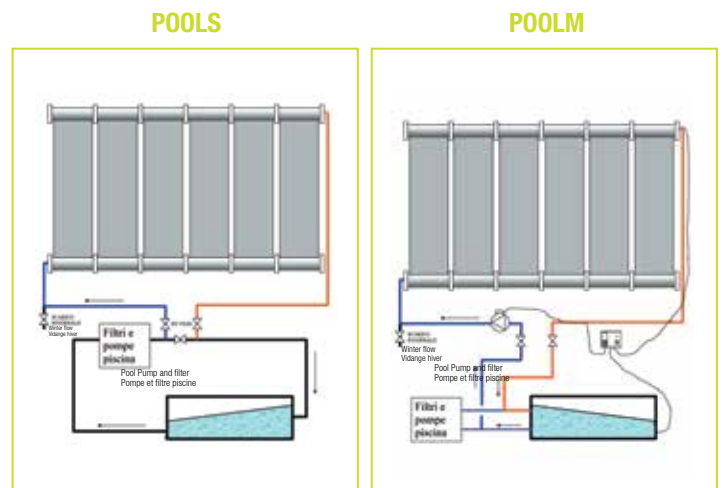 POOLS
POOLM
Winter flow
Vidange hiver
Filtri e
pompe
piscina
Pool Pump and filter
Pompe et filtre piscine
Winter flow
Vidange hiver
Pool Pump and filter
Pompe et filtre piscine
Filtri e
pompe
piscina